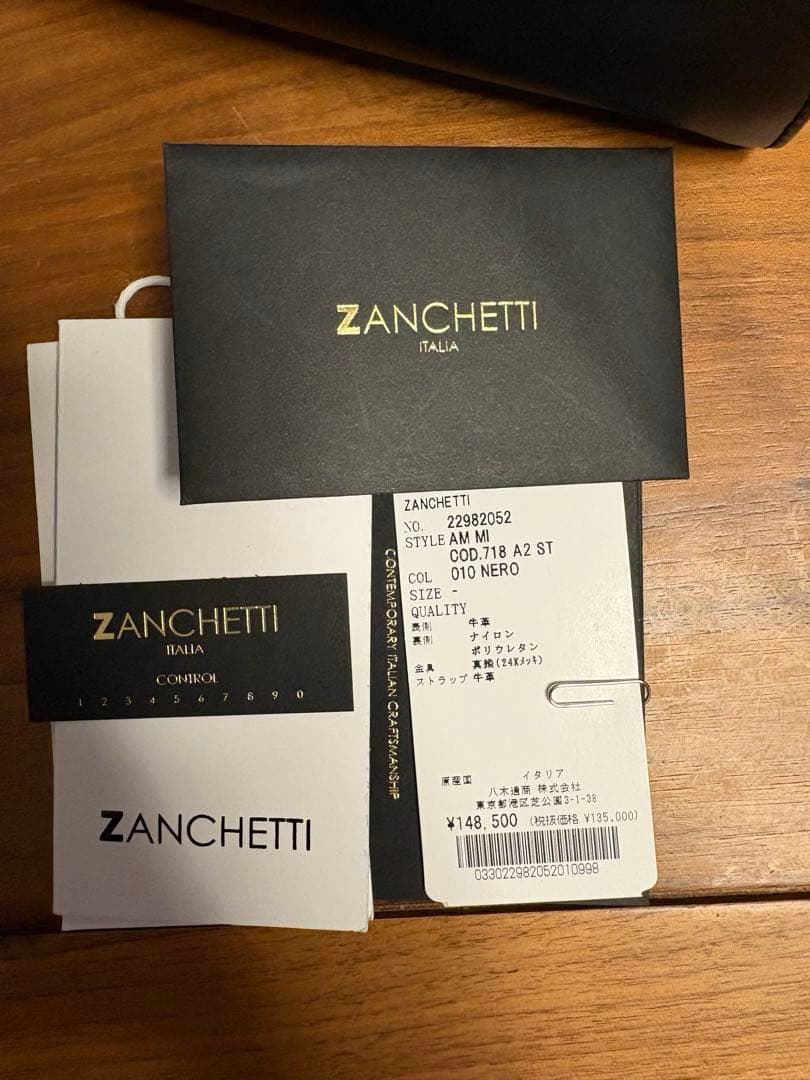 ZANCHETTI
ITALIA
ZANCHETTI
NO. 22982052
STYLE AM MI
COD.718 A2 ST
COL 010 NERO
SIZE -
QUALITY
表側 牛革
裏側 ナイロン
ポリウレタン
金具 真鍮(24Kメッキ)
ストラップ 牛革
原産国 イタリア
八木通商 株式会社
東京都港区芝公園3-1-38
¥148,500 (税抜価格 ¥135,000)
033022982052010998
CONTEMPORARY ITALIAN CRAFTSMANSHIP
ZANCHETTI
ITALIA
CONTROL
1 2 3 4 5 6 7 8 9 0
ZANCHETTI